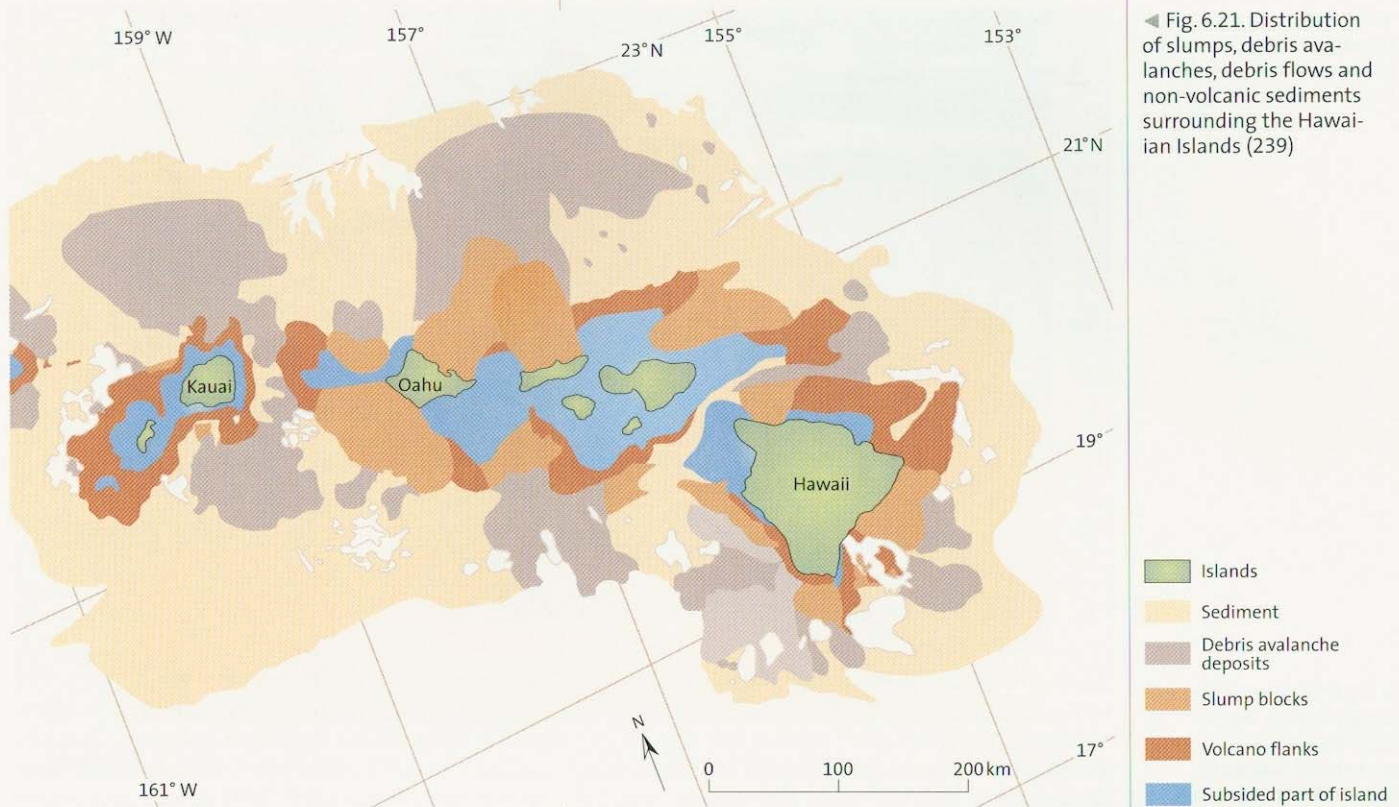 159° W
157°
23° N
155°
153°
21° N
19°
17°
161° W
Kauai
Oahu
Hawaii
N
0 100 200 km
◄ Fig. 6.21. Distribution
of slumps, debris ava-
lanches, debris flows and
non-volcanic sediments
surrounding the Hawai-
ian Islands (239)
Islands
Sediment
Debris avalanche
deposits
Slump blocks
Volcano flanks
Subsided part of island